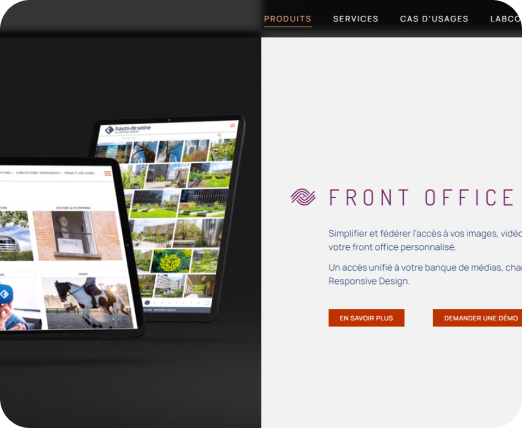 PRODUITS SERVICES CAS D'USAGES LABCO
hauts-de-seine
FRONT OFFICE
Simplifier et fédérer l'accès à vos images, vidéo
votre front office personnalisé.
Un accès unifié à votre banque de médias, cha
Responsive Design.
EN SAVOIR PLUS DEMANDER UNE DÉMO